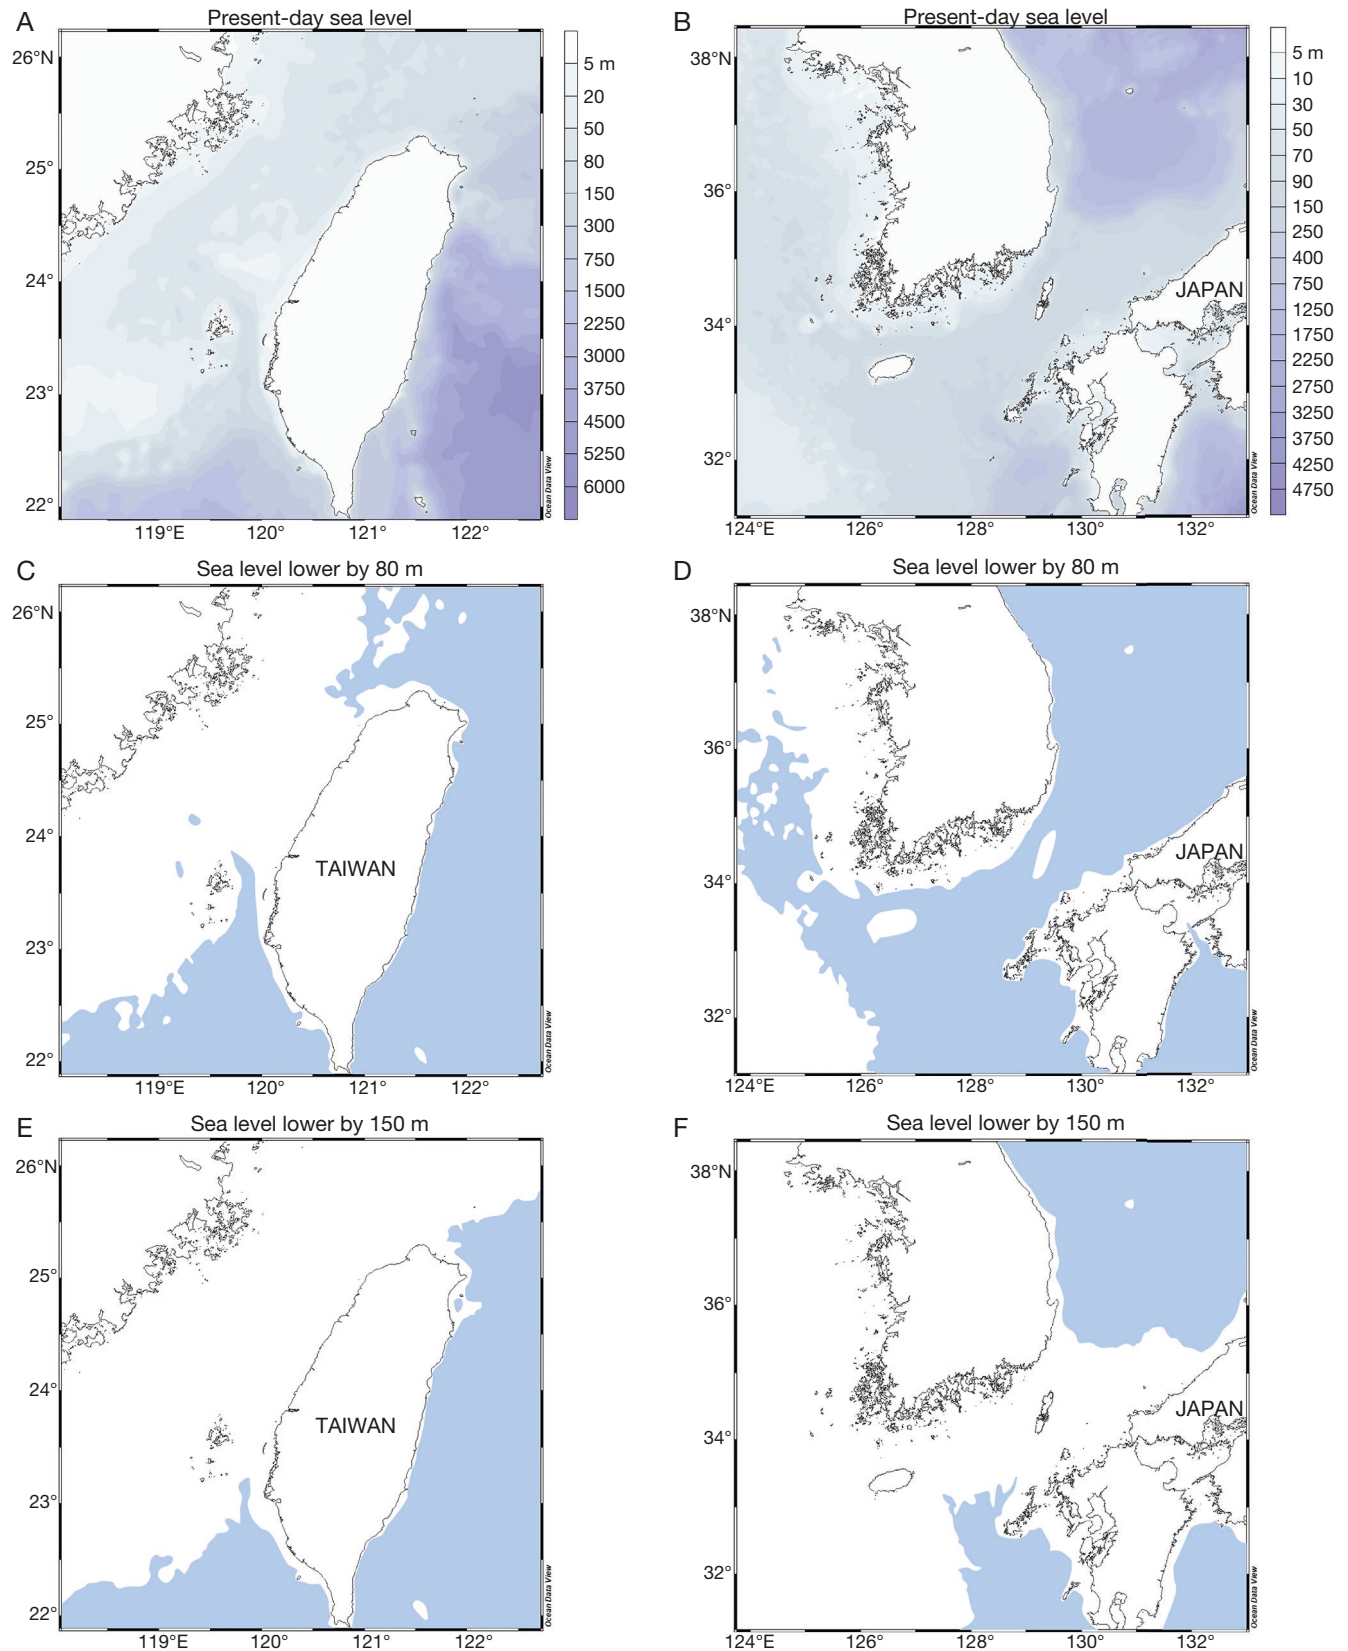 A
Present-day sea level
26°N
25°
24°
23°
22°
119°E 120° 121° 122°
5 m
20
50
80
150
300
750
1500
2250
3000
3750
4500
5250
6000
Ocean Data View
B
Present-day sea level
38°N
36°
34°
32°
124°E 126° 128° 130° 132°
JAPAN
5 m
10
30
50
70
90
150
250
400
750
1250
1750
2250
2750
3250
3750
4250
4750
Ocean Data View
C
Sea level lower by 80 m
26°N
25°
24°
23°
22°
119°E 120° 121° 122°
TAIWAN
Ocean Data View
D
Sea level lower by 80 m
38°N
36°
34°
32°
124°E 126° 128° 130° 132°
JAPAN
Ocean Data View
E
Sea level lower by 150 m
26°N
25°
24°
23°
22°
119°E 120° 121° 122°
TAIWAN
Ocean Data View
F
Sea level lower by 150 m
38°N
36°
34°
32°
124°E 126° 128° 130° 132°
JAPAN
Ocean Data View